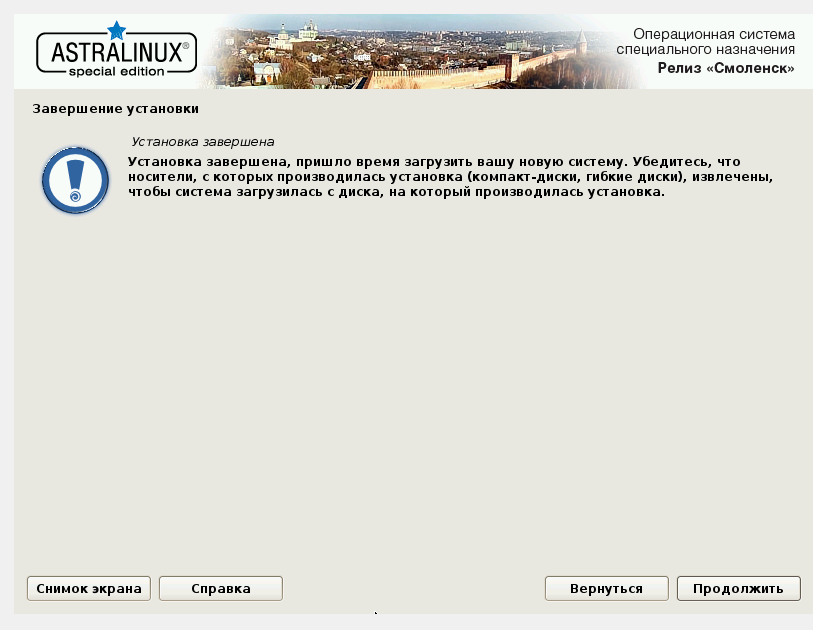 ASTRALINUX®
special edition
Операционная система
специального назначения
Релиз «Смоленск»
Завершение установки
Установка завершена
Установка завершена, пришло время загрузить вашу новую систему. Убедитесь, что
носители, с которых производилась установка (компакт-диски, гибкие диски), извлечены,
чтобы система загрузилась с диска, на который производилась установка.
Снимок экрана
Справка
Вернуться
Продолжить